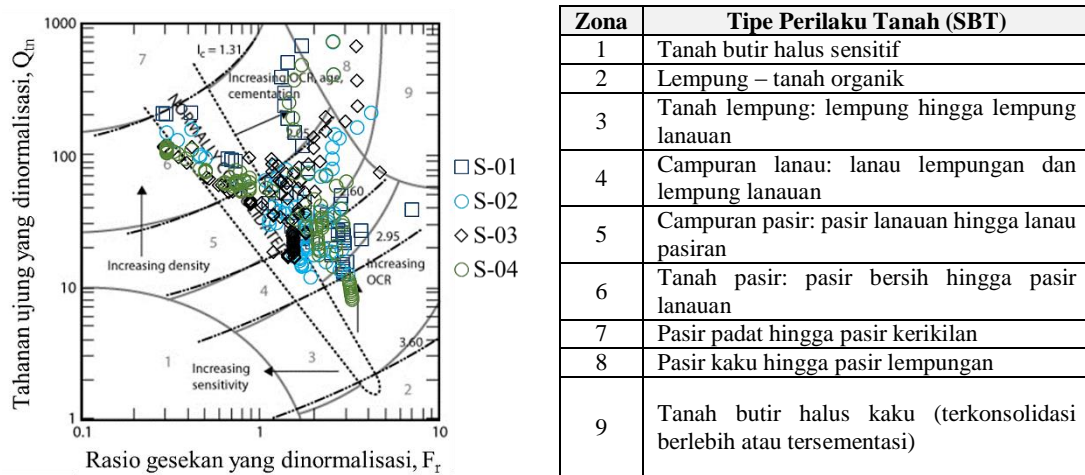 1000
100
10
1
0.1
1
10
Tahanan ujung yang dinormalisasi, Qtn
Rasio gesekan yang dinormalisasi, Fr
7
Ic = 1.31
8
9
Increasing OCR, age,
cementation
2.05
6
5
2.60
2.95
Increasing density
Increasing
OCR
4
1
3
3.60
Increasing
sensitivity
2
S-01
S-02
S-03
S-04
Zona Tipe Perilaku Tanah (SBT)
1 Tanah butir halus sensitif
2 Lempung – tanah organik
3 Tanah lempung: lempung hingga lempung
lanauan
4 Campuran lanau: lanau lempungan dan
lempung lanauan
5 Campuran pasir: pasir lanauan hingga lanau
pasiran
6 Tanah pasir: pasir bersih hingga pasir
lanauan
7 Pasir padat hingga pasir kerikilan
8 Pasir kaku hingga pasir lempungan
9 Tanah butir halus kaku (terkonsolidasi
berlebih atau tersementasi)